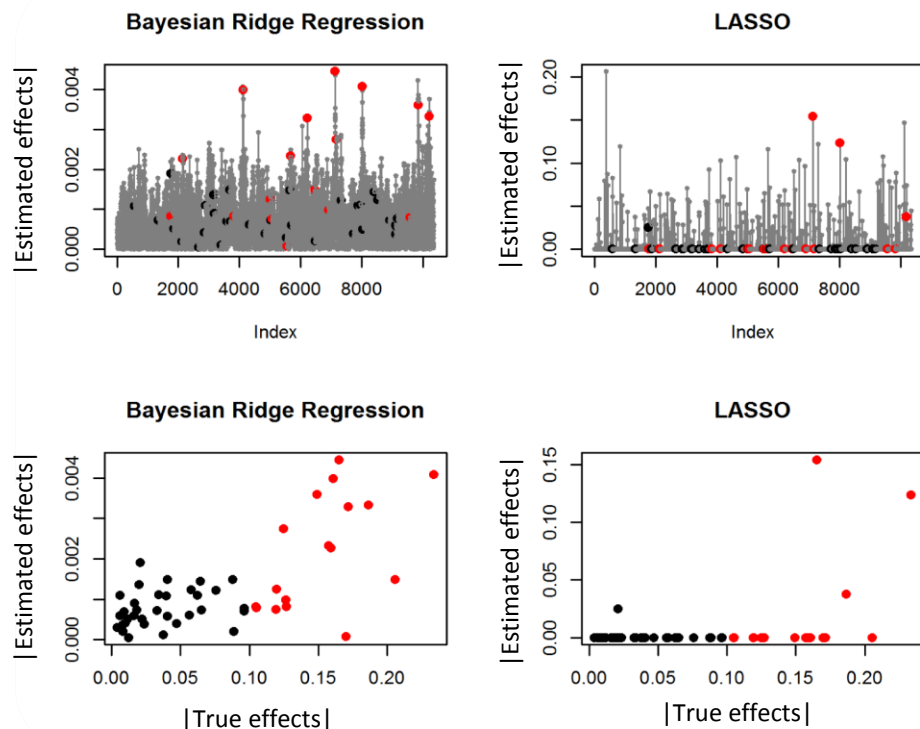 Bayesian Ridge Regression
|Estimated effects|
0.000 0.002 0.004
0 2000 4000 6000 8000
Index
LASSO
|Estimated effects|
0.00 0.10 0.20
0 2000 4000 6000 8000
Index
Bayesian Ridge Regression
|Estimated effects|
0.000 0.002 0.004
0.00 0.05 0.10 0.15 0.20
|True effects|
LASSO
|Estimated effects|
0.00 0.05 0.10 0.15
0.00 0.05 0.10 0.15 0.20
|True effects|